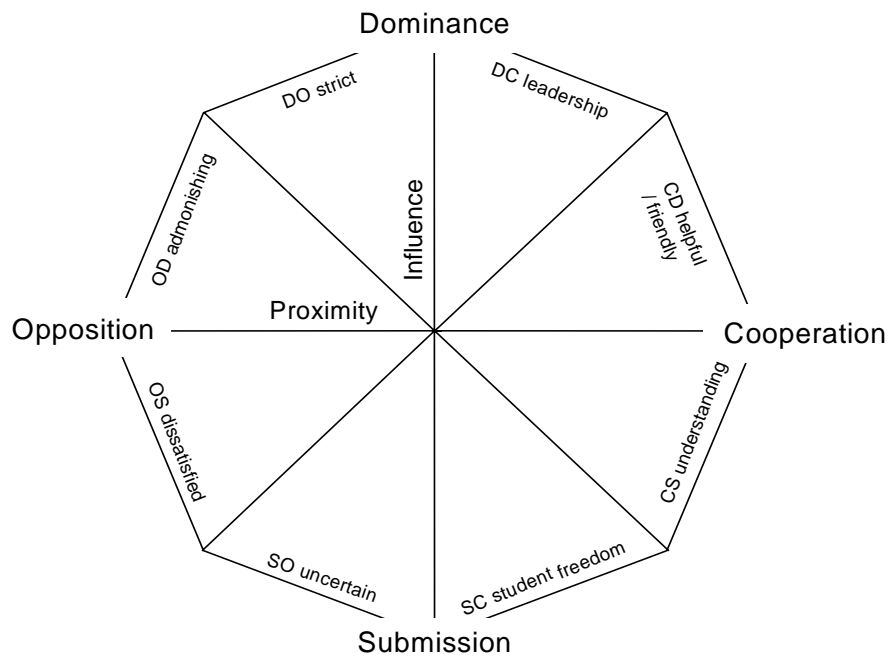 Dominance
DO strict
DC leadership
OD admonishing
Influence
CD helpful
/ friendly
Proximity
Opposition
Cooperation
OS dissatisfied
CS understanding
SO uncertain
SC student freedom
Submission